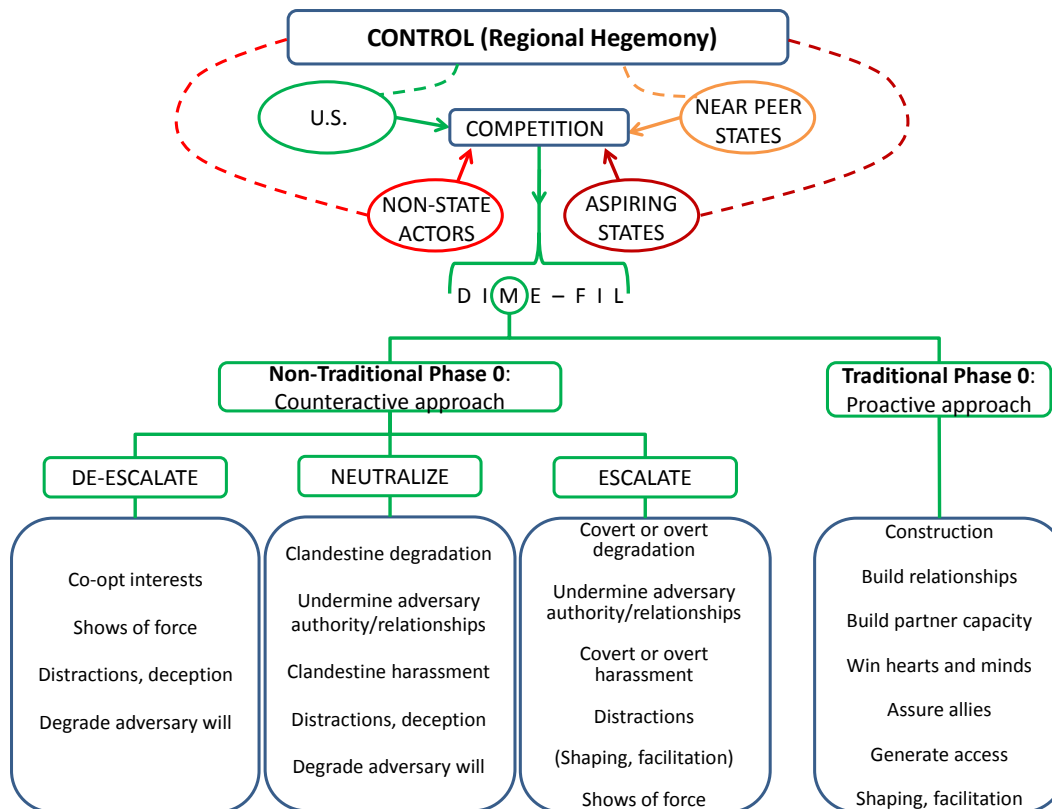 CONTROL (Regional Hegemony)
U.S.
COMPETITION
NEAR PEER
STATES
NON-STATE
ACTORS
ASPIRING
STATES
D I M E – F I L
Non-Traditional Phase 0:
Counteractive approach
Traditional Phase 0:
Proactive approach
DE-ESCALATE
NEUTRALIZE
ESCALATE
Co-opt interests
Shows of force
Distractions, deception
Degrade adversary will
Clandestine degradation
Undermine adversary
authority/relationships
Clandestine harassment
Distractions, deception
Degrade adversary will
Covert or overt
degradation
Undermine adversary
authority/relationships
Covert or overt
harassment
Distractions
(Shaping, facilitation)
Shows of force
Construction
Build relationships
Build partner capacity
Win hearts and minds
Assure allies
Generate access
Shaping, facilitation